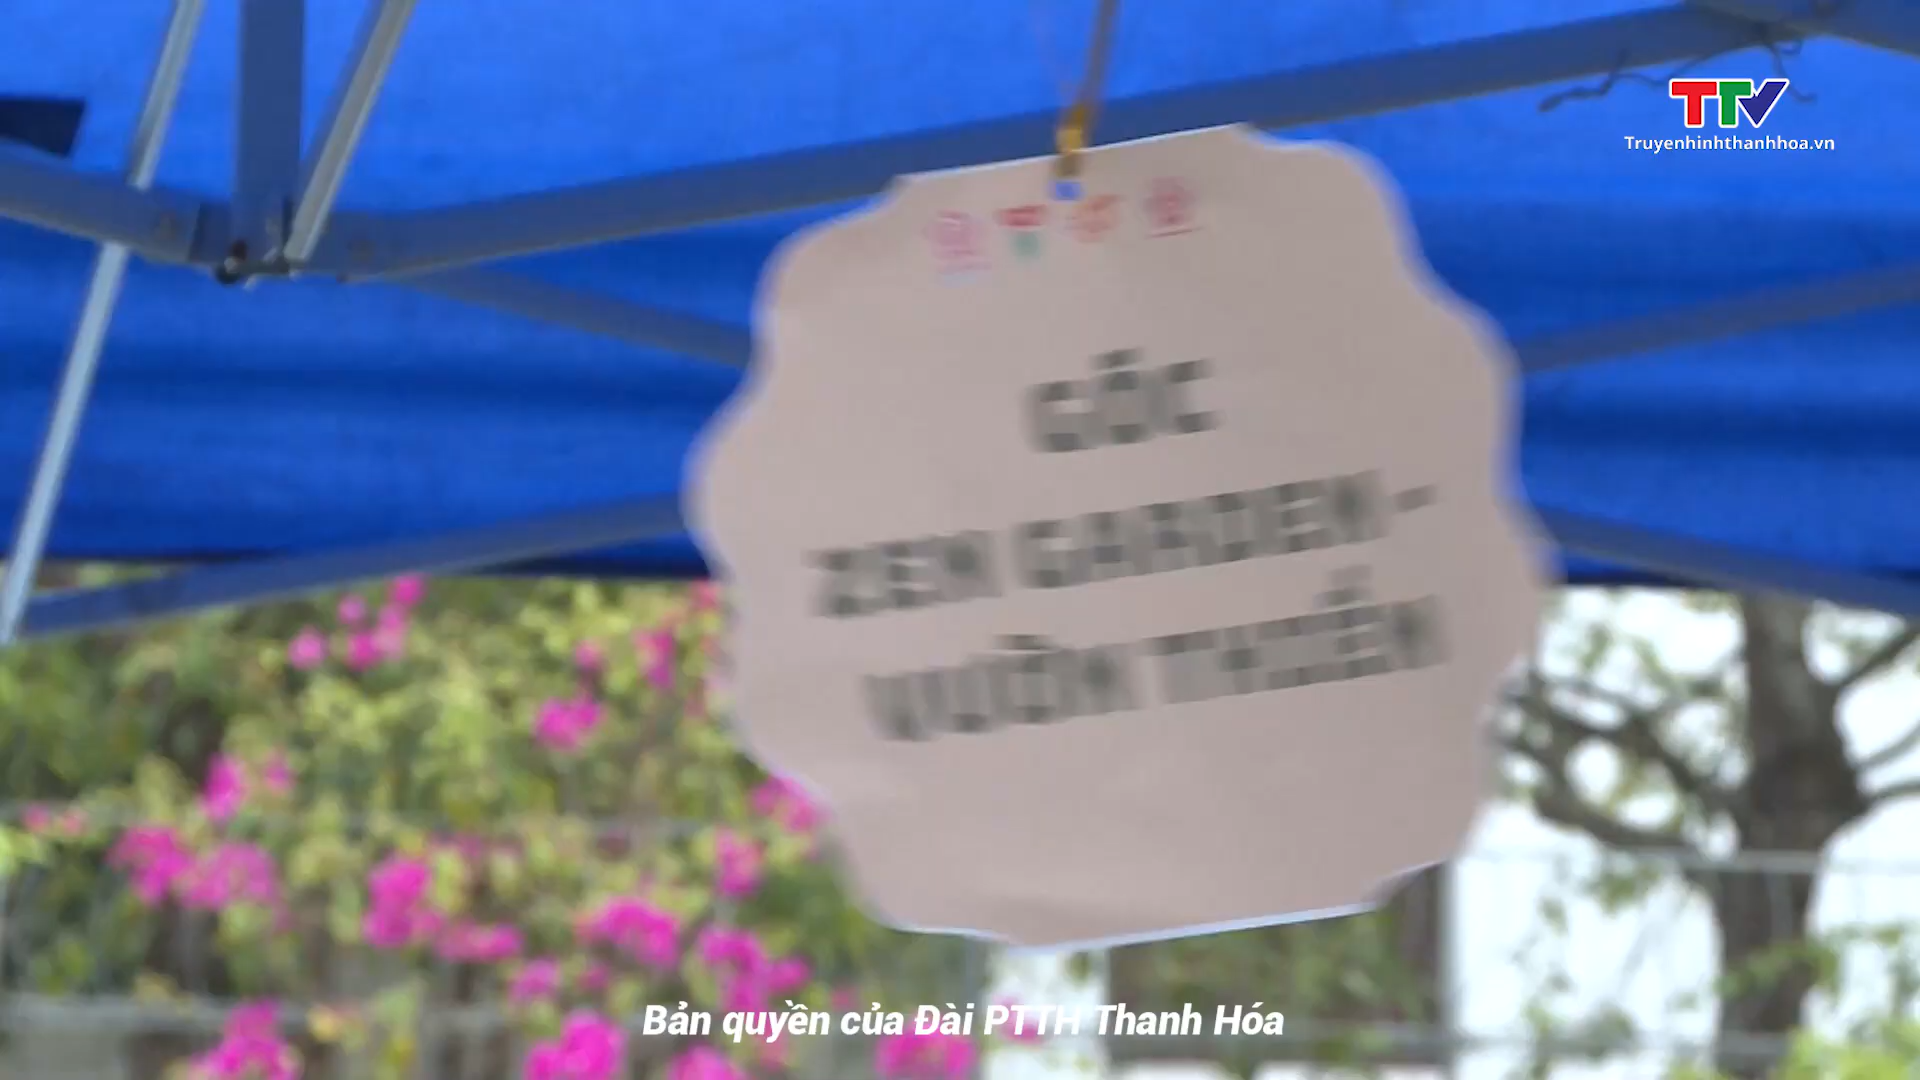 TTV
Truyenhinhthanhhoa.vn
GÓC
ZEN GARDEN -
VƯỜN THIỀN
Bản quyền của Đài PTTH Thanh Hóa